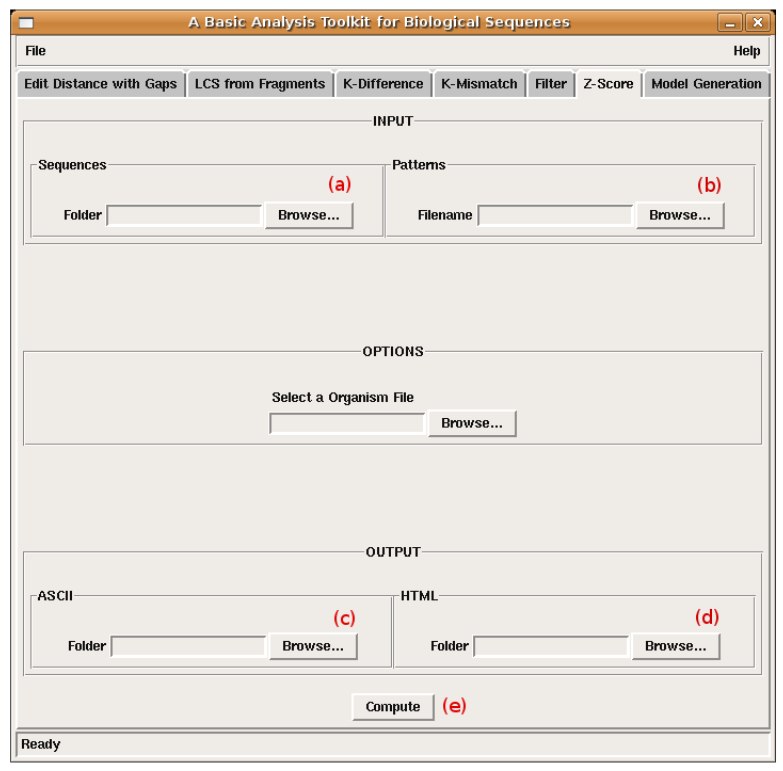 A Basic Analysis Toolkit for Biological Sequences
File Help
Edit Distance with Gaps LCS from Fragments K-Difference K-Mismatch Filter Z-Score Model Generation
INPUT
Sequences Patterns
(a) (b)
Folder Browse... Filename Browse...
OPTIONS
Select a Organism File
Browse...
OUTPUT
ASCII HTML
(c) (d)
Folder Browse... Folder Browse...
Compute (e)
Ready